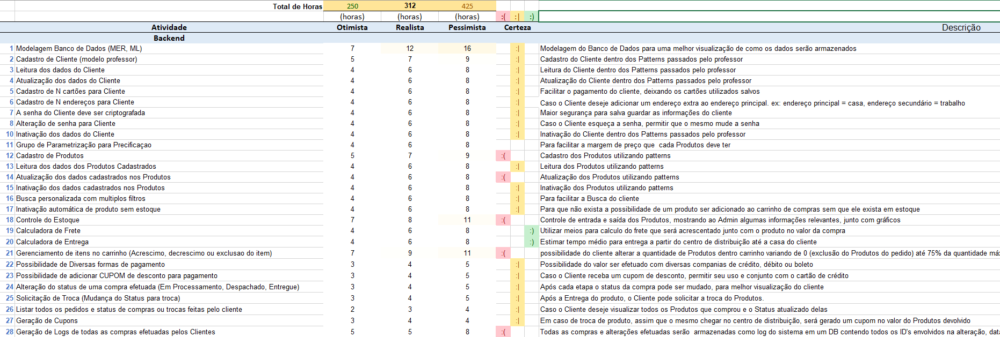 Total de Horas 250 312 425
(horas) (horas) (horas) :( :| :)
Atividade Otimista Realista Pessimista Certeza Descrição
Backend
1 Modelagem Banco de Dados (MER, ML) 7 12 16 :| Modelagem do Banco de Dados para uma melhor visualização de como os dados serão armazenados
2 Cadastro de Cliente (modelo professor) 5 7 9 :| Cadastro do Cliente dentro dos Patterns passados pelo professor
3 Leitura dos dados do Cliente 4 6 8 :| Leitura do Cliente dentro dos Patterns passados pelo professor
4 Atualização dos dados do Cliente 4 6 8 :| Atualização do Cliente dentro dos Patterns passados pelo professor
5 Cadastro de N cartões para Cliente 4 6 8 :| Facilitar o pagamento do cliente, deixando os cartões utilizados salvos
6 Cadastro de N endereços para Cliente 4 6 8 :| Caso o Cliente deseje adicionar um endereço extra ao endereço principal. ex: endereço principal = casa, endereço secundário = trabalho
7 A senha do Cliente deve ser criptografada 4 6 8 :| Maior segurança para salva guardar as informações do cliente
8 Alteração de senha para Cliente 4 6 8 :| Caso o Cliente esqueça a senha, permitir que o mesmo mude a senha
10 Inativação dos dados do Cliente 4 6 8 :| Inativação do Cliente dentro dos Patterns passados pelo professor
11 Grupo de Parametrização para Precificaçao 4 6 8 Para facilitar a margem de preço que  cada Produtos deve ter
12 Cadastro de Produtos 5 7 9 :( Cadastro dos Produtos utilizando patterns
13 Leitura dos dados dos Produtos Cadastrados 4 6 8 :| Leitura dos Produtos utilizando patterns
14 Atualização dos dados cadastrados nos Produtos 4 6 8 :( Atualização dos Produtos utilizando patterns
15 Inativação dos dados cadastrados nos Produtos 4 6 8 :| Inativação dos Produtos utilizando patterns
16 Busca personalizada com multiplos filtros 4 6 8 :| Para facilitar a Busca do cliente
17 Inativação automática de produto sem estoque 4 6 8 :| Para que não exista a possibilidade de um produto ser adicionado ao carrinho de compras sem que ele exista em estoque
18 Controle do Estoque 7 8 11 :( Controle de entrada e saída dos Produtos, mostrando ao Admin algumas informações relevantes, junto com gráficos
19 Calculadora de Frete 4 6 8 :) Utilizar meios para calculo do frete que será acrescentado junto com o produto no valor da compra
20 Calculadora de Entrega 4 6 8 :) Estimar tempo médio para entrega a partir do centro de distribuição até a casa do cliente
21 Gerenciamento de itens no carrinho (Acrescimo, decrescimo ou exclusao do item) 7 9 11 :( possibilidade do cliente alterar a quantidade de Produtos dentro carrinho variando de 0 (exclusão do Produtos do pedido) até 75% da quantidade má
22 Possibilidade de Diversas formas de pagamento 3 4 5 :| Possibilidade do valor ser efetuado com diversas companias de crédito, débito ou boleto
23 Possibilidade de adicionar CUPOM de desconto para pagamento 3 4 5 :| Caso o Cliente receba um cupom de desconto, permitir seu uso e conjunto com o cartão de crédito
24 Alteração do status de uma compra efetuada (Em Processamento, Despachado, Entregue) 3 4 5 :| Após cada etapa o status da compra pode ser mudado, para melhor visualização do cliente
25 Solicitação de Troca (Mudança do Status para troca) 3 4 5 :| Após a Entrega do produto, o Cliente pode solicitar a troca do Produtos.
26 Listar todos os pedidos e status de compras ou trocas feitas pelo cliente 2 3 4 :| Caso o Cliente deseje visualizar todos os Produtos que comprou e o Status atualizado delas
27 Geração de Cupons 3 4 4 :| Em caso de troca de produto, assim que o mesmo chegar no centro de distribuição, será gerado um cupom no valor do Produtos devolvido
28 Geração de Logs de todas as compras efetuadas pelos Clientes 5 5 8 :( Todas as compras e alterações efetuadas serão  armazenadas como log do sistema em um DB contendo todos os ID's envolvidos na alteração, dat